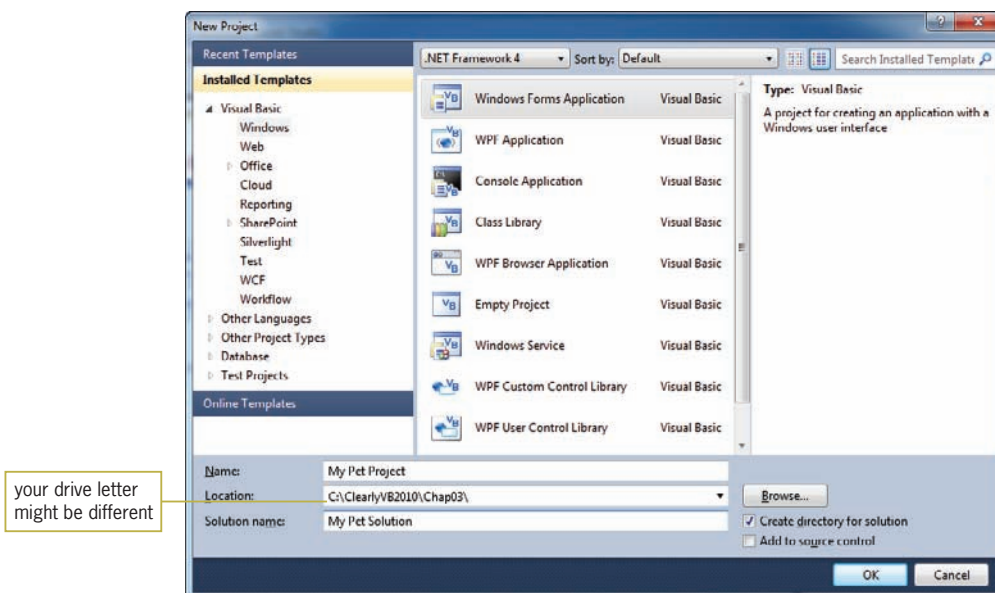 New Project
Recent Templates
.NET Framework 4
Sort by: Default
Search Installed Templat
Installed Templates
Visual Basic
Windows
Web
Office
Cloud
Reporting
SharePoint
Silverlight
Test
WCF
Workflow
Other Languages
Other Project Types
Database
Test Projects
Online Templates
Windows Forms Application Visual Basic
WPF Application Visual Basic
Console Application Visual Basic
Class Library Visual Basic
WPF Browser Application Visual Basic
Empty Project Visual Basic
Windows Service Visual Basic
WPF Custom Control Library Visual Basic
WPF User Control Library Visual Basic
Type: Visual Basic
A project for creating an application with a
Windows user interface
Name: My Pet Project
your drive letter
might be different
Location: C:\ClearlyVB2010\Chap03\
Browse...
Solution name: My Pet Solution
Create directory for solution
Add to source control
OK
Cancel